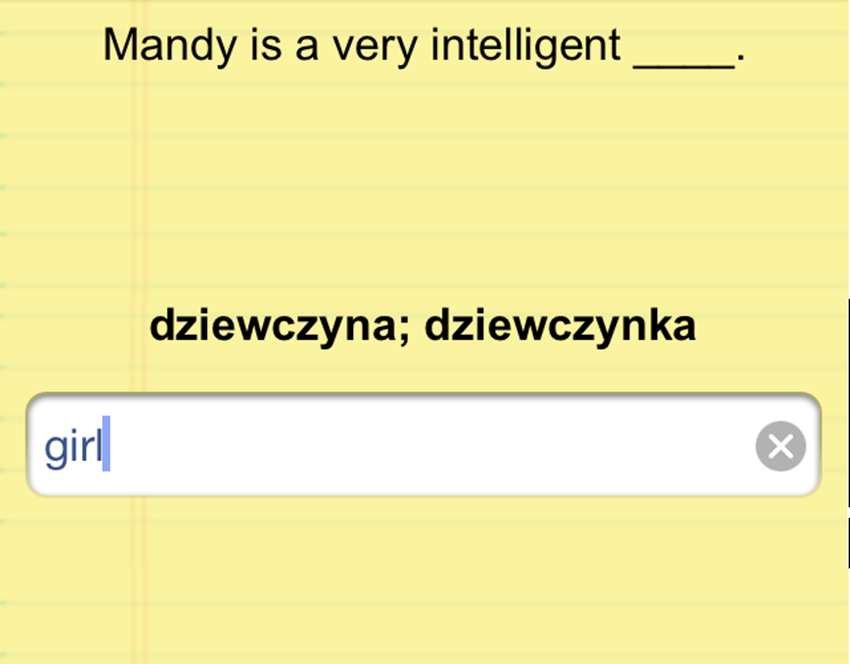 Mandy is a very intelligent ____.
dziewczyna; dziewczynka
girl